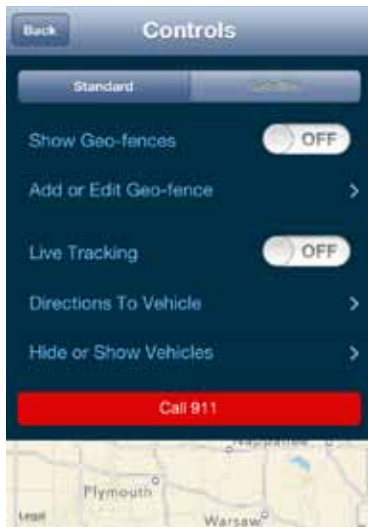 Back Controls
Standard
Show Geo-fences OFF
Add or Edit Geo-fence >
Live Tracking OFF
Directions To Vehicle >
Hide or Show Vehicles >
Call 911
Nappanee
Plymouth
Legal Warsaw